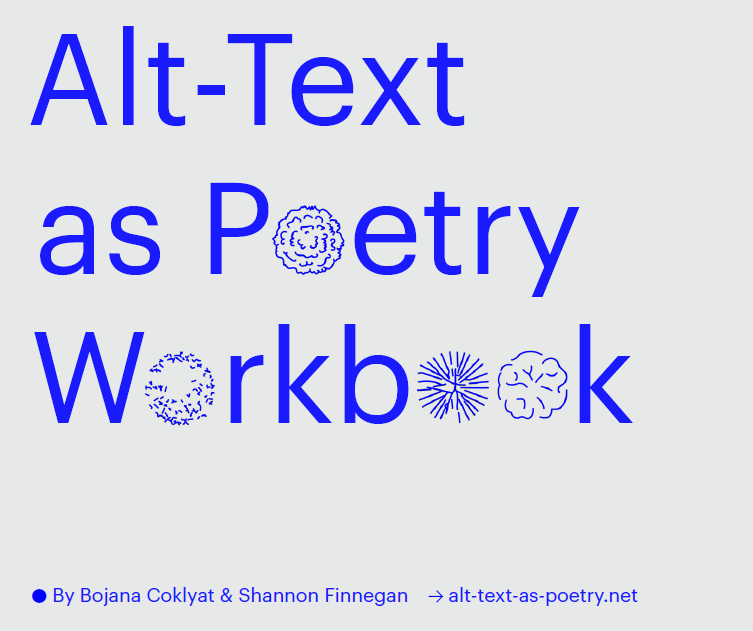 Alt-Text
as Poetry
Workbook
● By Bojana Coklyat & Shannon Finnegan → alt-text-as-poetry.net